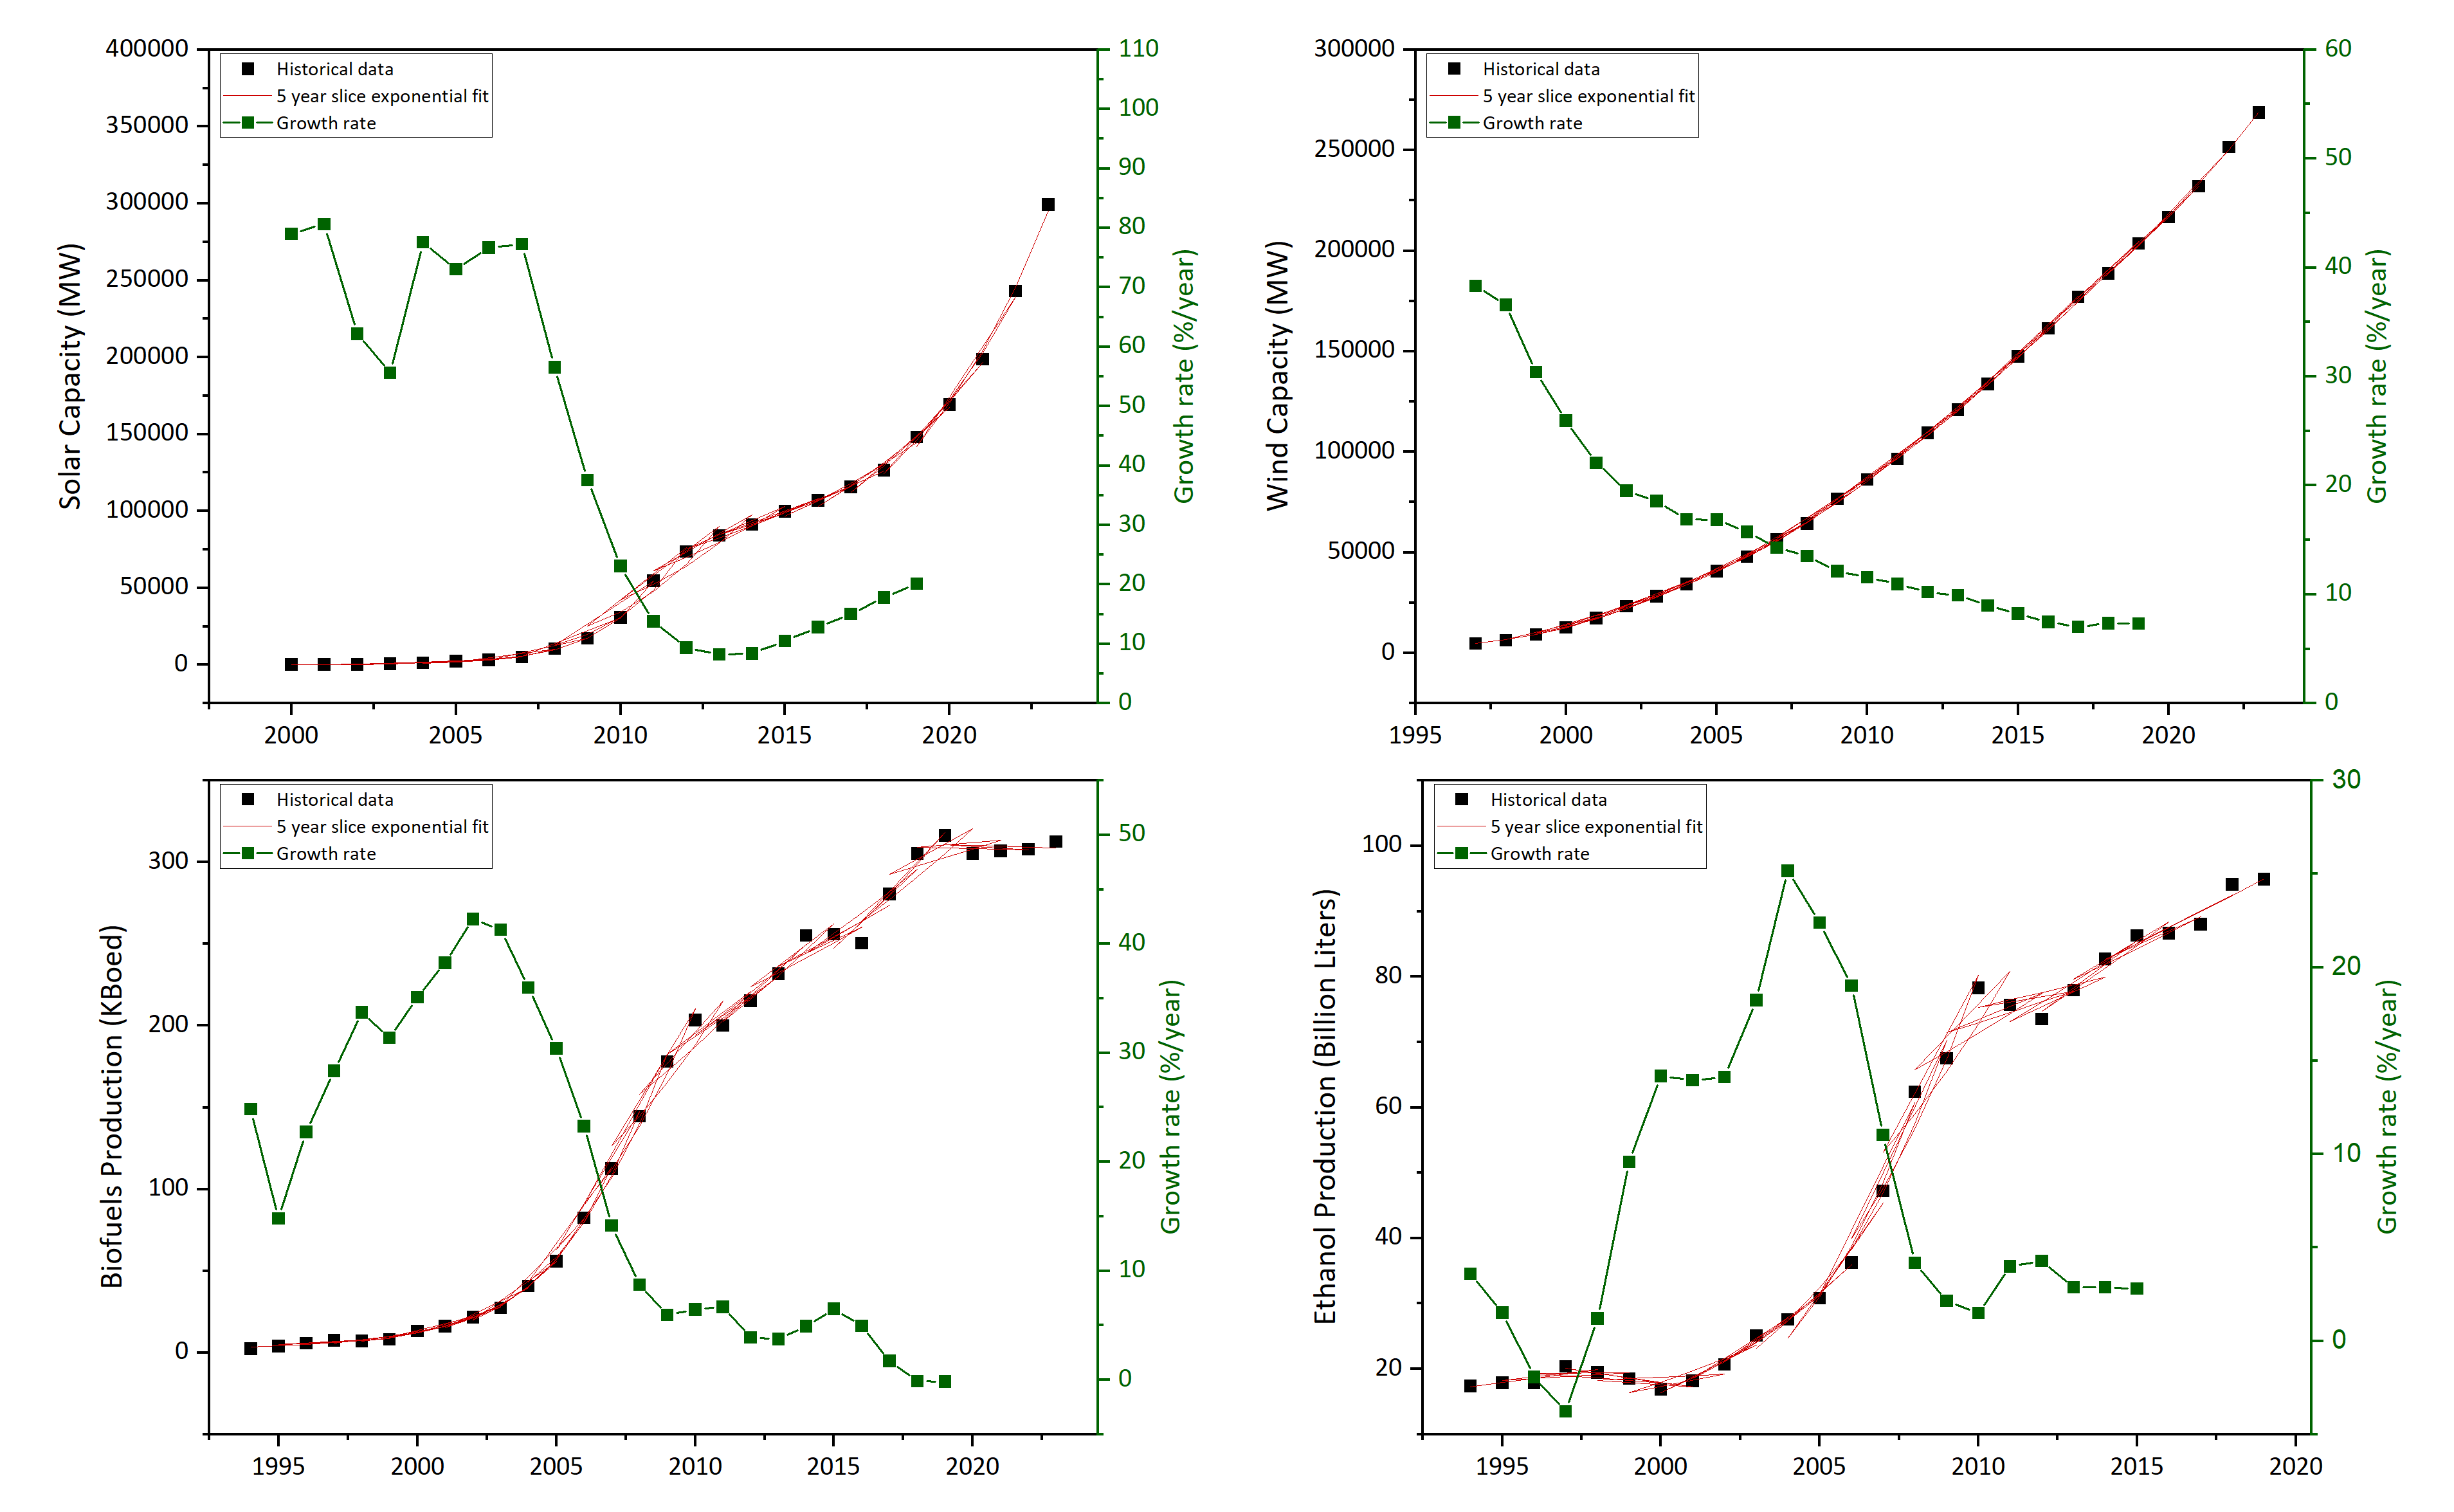 Solar Capacity (MW)
400000
350000
300000
250000
200000
150000
100000
50000
0
Historical data
5 year slice exponential fit
Growth rate
110
100
90
80
70
60
50
40
30
20
10
0
Growth rate (%/year)
2000 2005 2010 2015 2020
Wind Capacity (MW)
300000
250000
200000
150000
100000
50000
0
Historical data
5 year slice exponential fit
Growth rate
60
50
40
30
20
10
0
Growth rate (%/year)
1995 2000 2005 2010 2015 2020
Biofuels Production (KBoed)
300
200
100
0
Historical data
5 year slice exponential fit
Growth rate
50
40
30
20
10
0
Growth rate (%/year)
1995 2000 2005 2010 2015 2020
Ethanol Production (Billion Liters)
100
80
60
40
20
Historical data
5 year slice exponential fit
Growth rate
30
20
10
0
Growth rate (%/year)
1995 2000 2005 2010 2015 2020